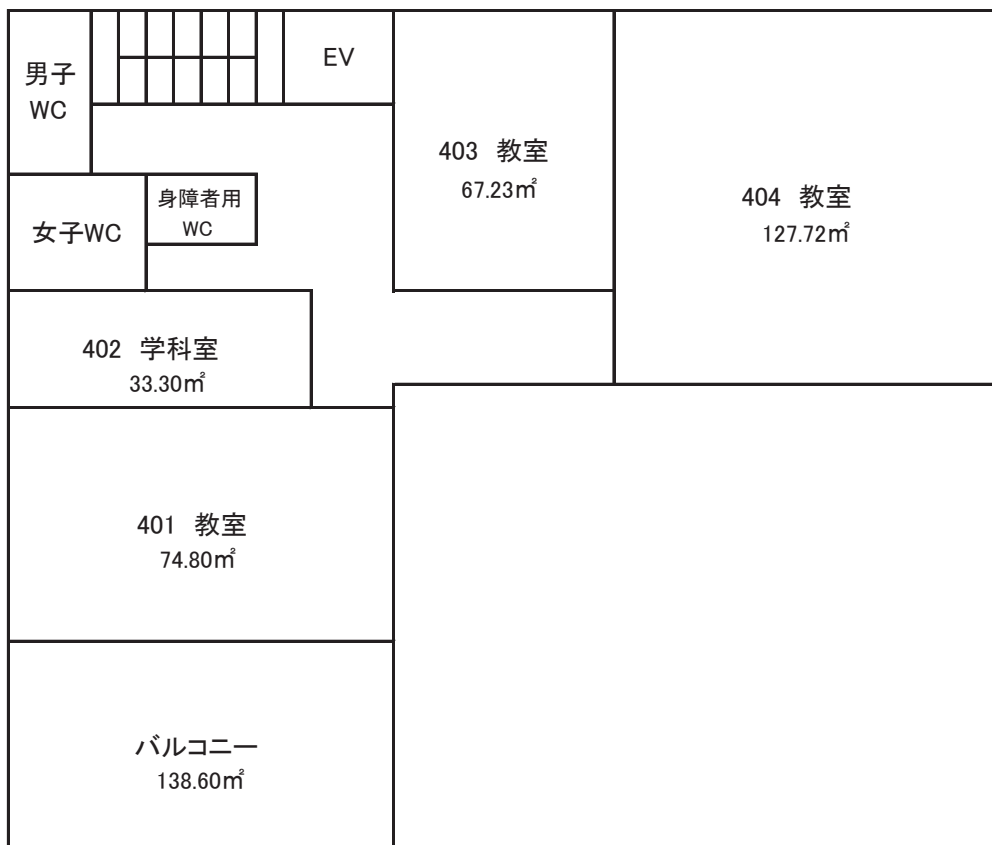 男子
WC
EV
403 教室
67.23㎡
404 教室
127.72㎡
女子WC
身障者用
WC
402 学科室
33.30㎡
401 教室
74.80㎡
バルコニー
138.60㎡